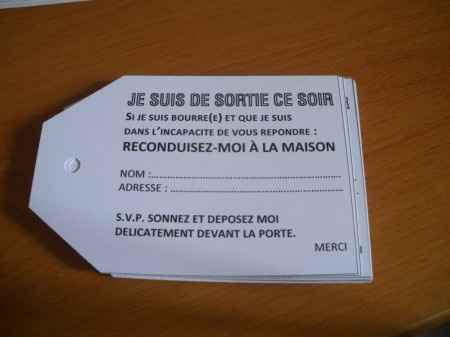 JE SUIS DE SORTIE CE SOIR
SI JE SUIS BOURRE(E) ET QUE JE SUIS
DANS L'INCAPACITE DE VOUS REPONDRE :
RECONDUISEZ-MOI À LA MAISON
NOM :..........................................................
ADRESSE : ..................................................
S.V.P. SONNEZ ET DEPOSEZ MOI
DELICATEMENT DEVANT LA PORTE.
MERCI